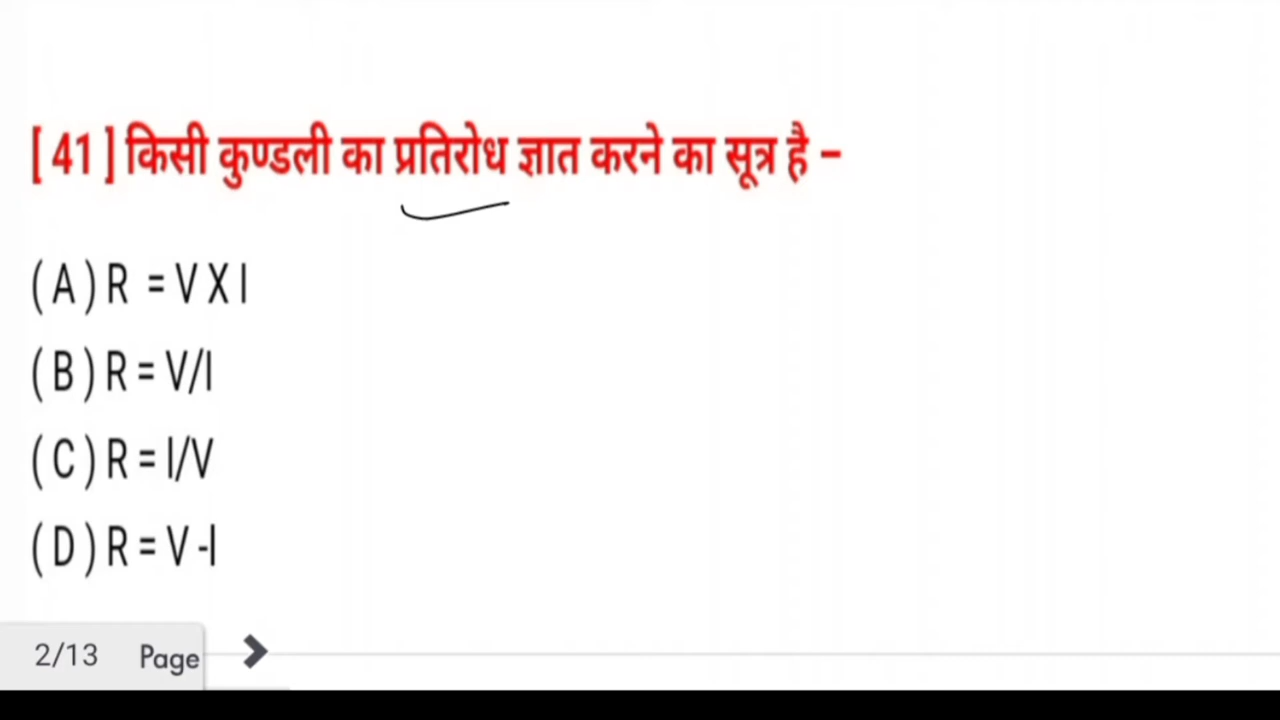 [ 41 ] किसी कुण्डली का प्रतिरोध ज्ञात करने का सूत्र है –
( A ) R = V X I
( B ) R = V/I
( C ) R = I/V
( D ) R = V -I
2/13 Page